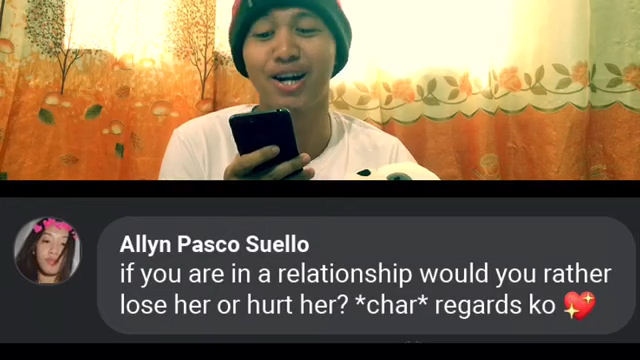 Allyn Pasco Suello
if you are in a relationship would you rather
lose her or hurt her? *char* regards ko 💖